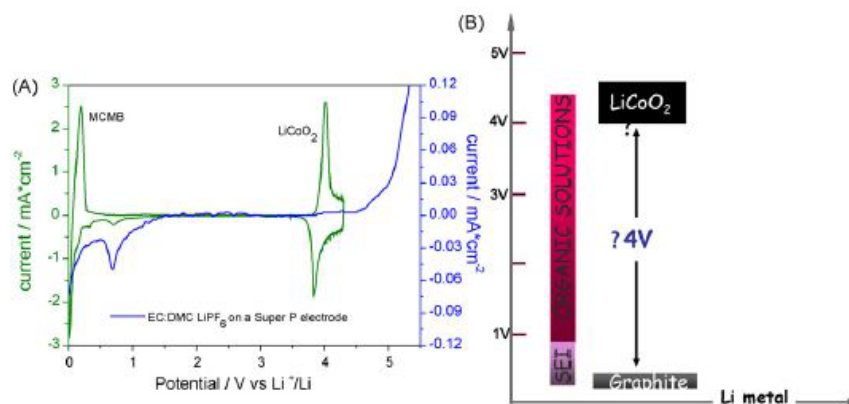 (A)
MCMB
LiCoO2
3
2
1
0
-1
-2
-3
current / mA*cm-2
0.12
0.09
0.06
0.03
0.00
-0.03
-0.06
-0.09
-0.12
current / mA*cm-2
EC:DMC LiPF6 on a Super P electrode
0 1 2 3 4 5
Potential / V vs Li+/Li
(B)
5V
4V
3V
1V
ORGANIC SOLUTIONS
SEI
LiCoO2
?
?4V
Graphite
Li metal